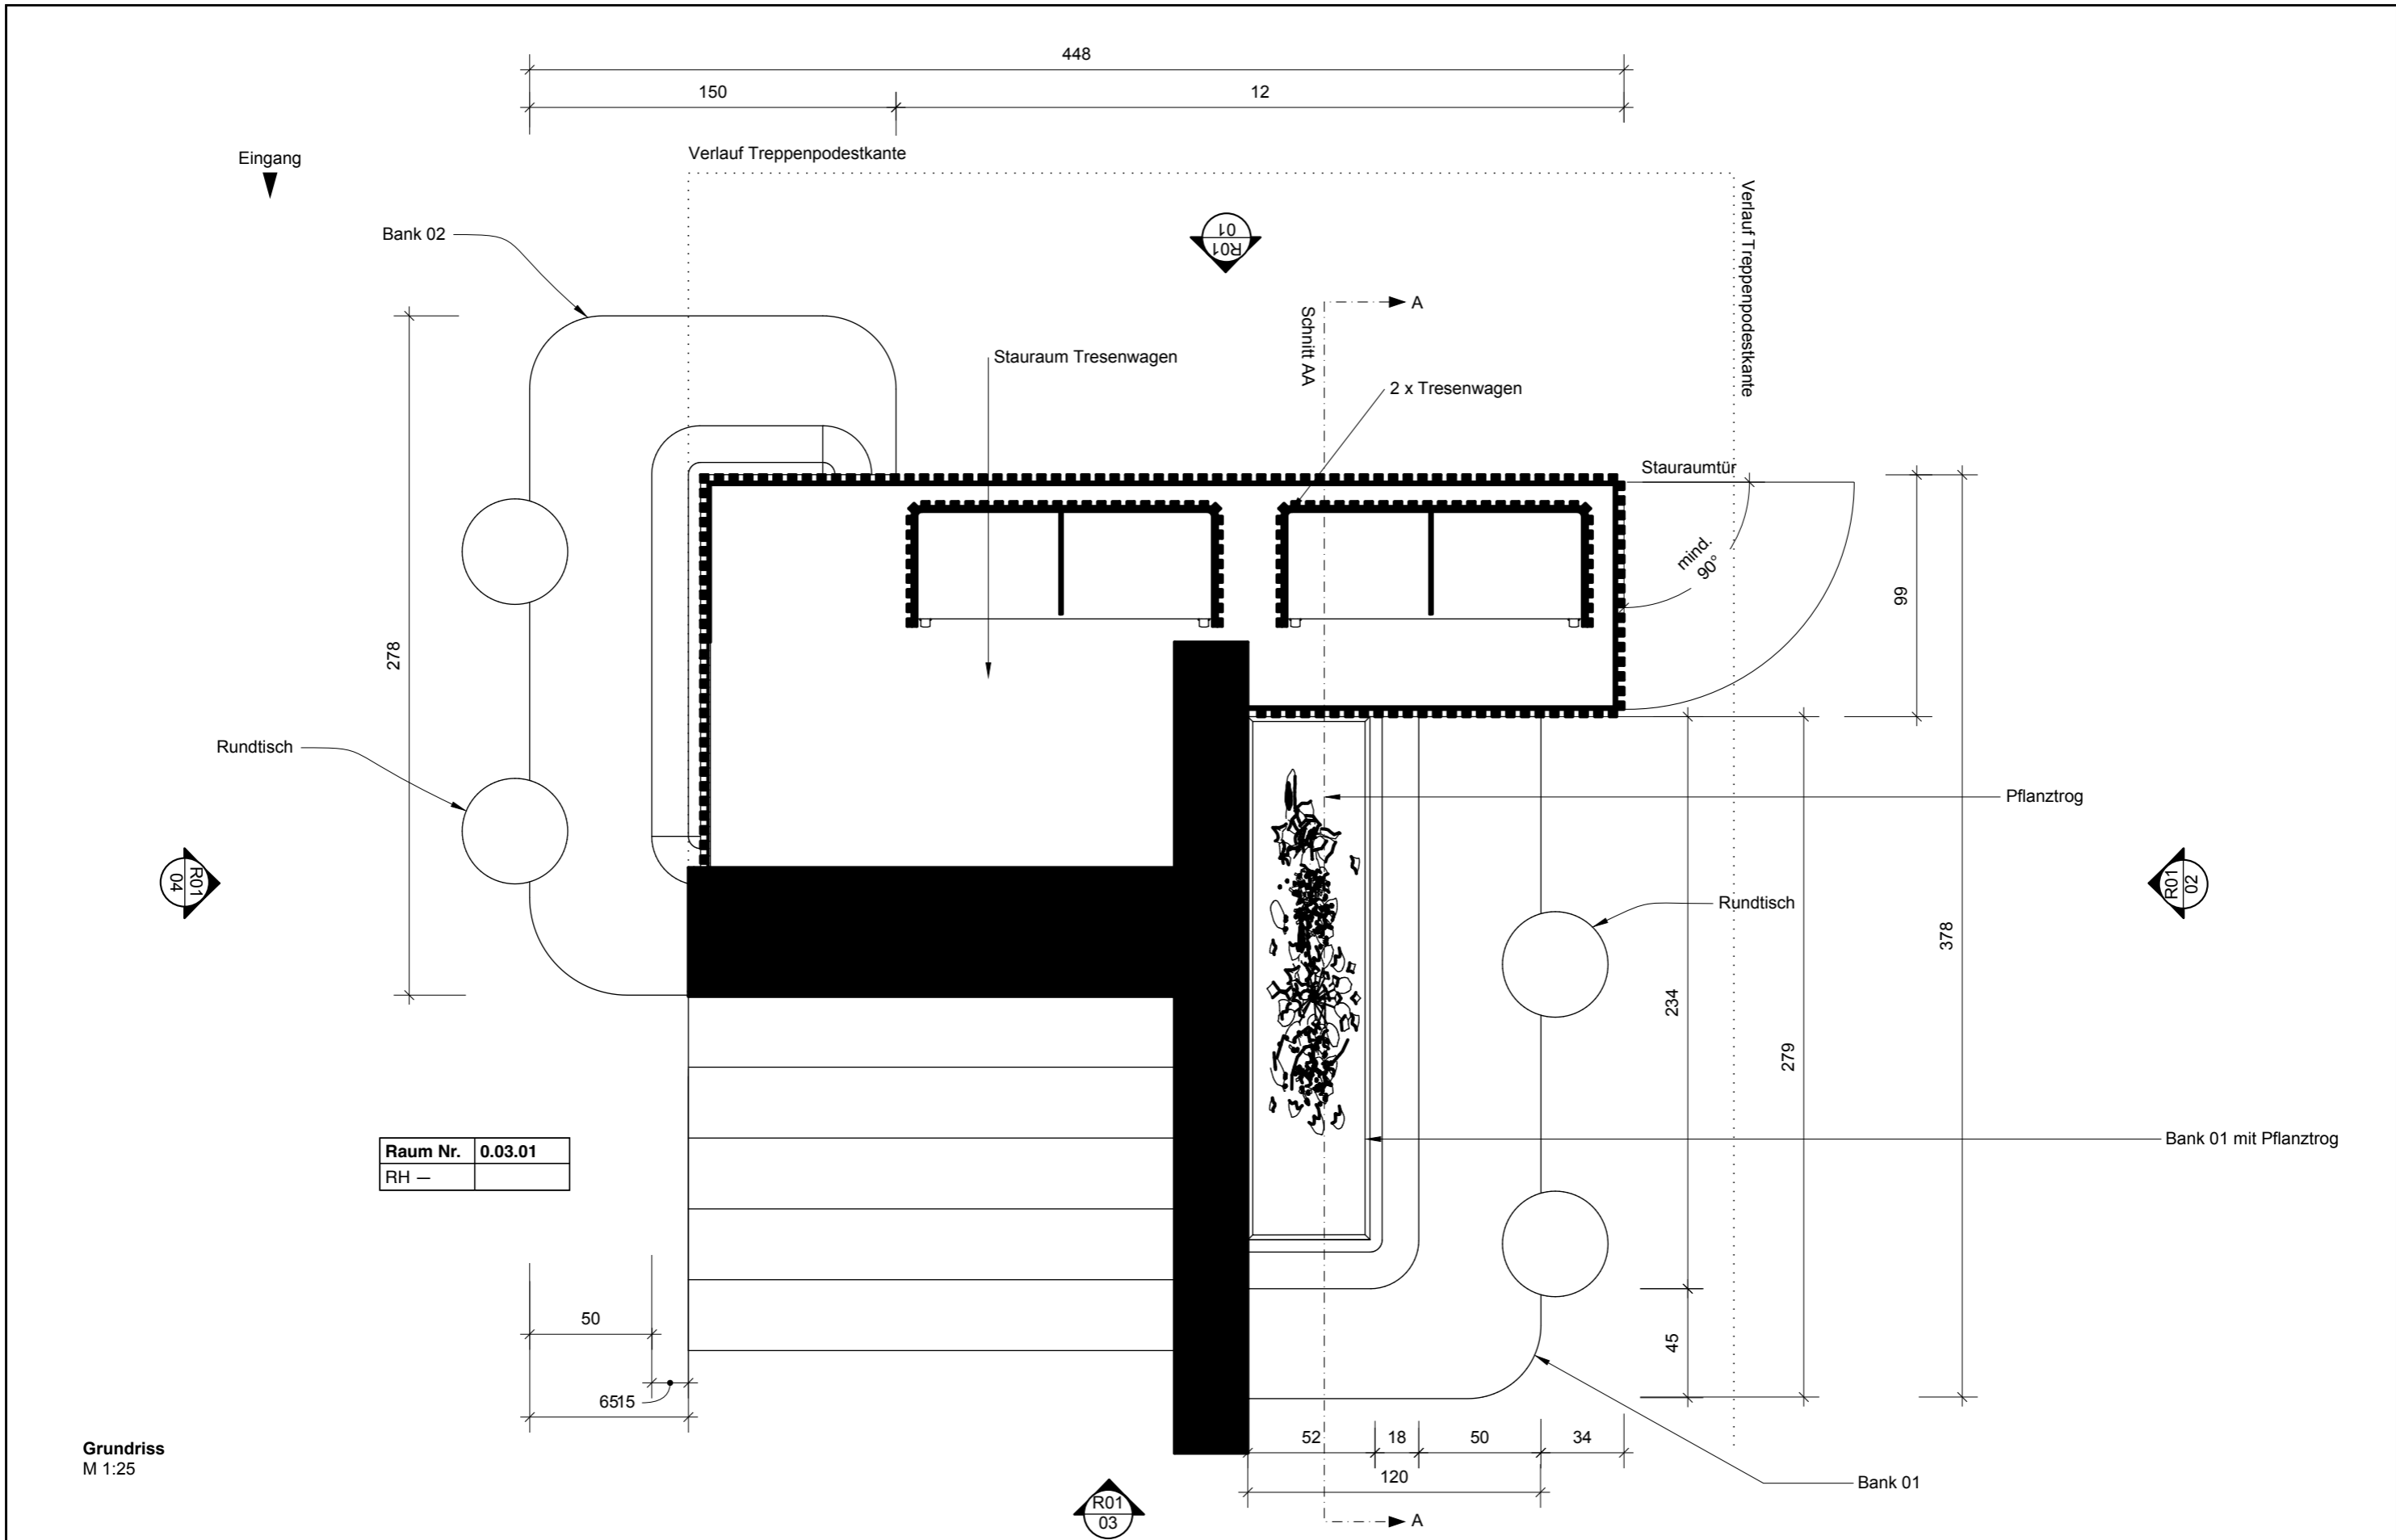 448
150
12
Eingang
Verlauf Treppenpodestkante
Verlauf Treppenpodestkante
Bank 02
R01
01
A
Schnitt AA
Stauraum Tresenwagen
2 x Tresenwagen
Stauraumtür
mind.
90°
99
278
Rundtisch
Pflanztrog
R01
04
R01
02
Rundtisch
378
234
279
Bank 01 mit Pflanztrog
Raum Nr. 0.03.01
RH —
50
45
6515
52
18
50
34
120
Grundriss
M 1:25
Bank 01
R01
03
A